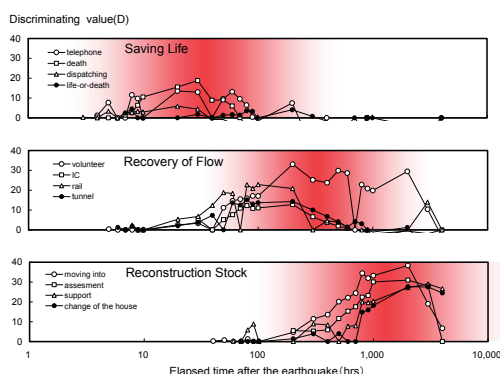 Discriminating value(D)
40
30
20
10
0
Saving Life
telephone
death
dispatching
life-or-death
40
30
20
10
0
Recovery of Flow
volunteer
IC
rail
tunnel
40
30
20
10
0
Reconstruction Stock
moving into
assesment
support
change of the house
1 10 100 1,000 10,000
Elapsed time after the earthquake(hrs)